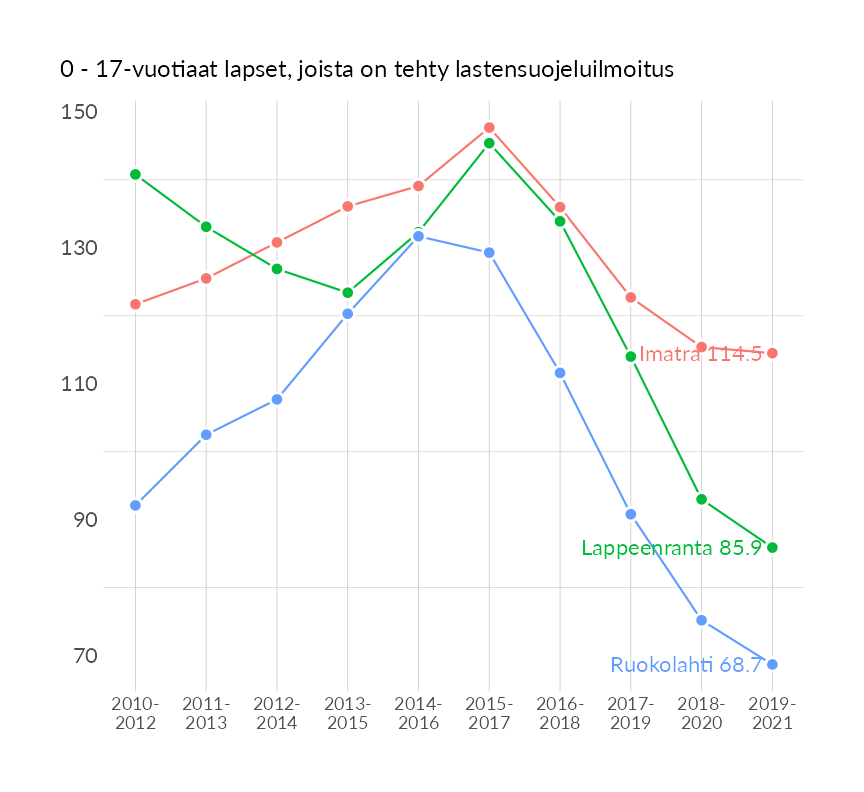 0 - 17-vuotiaat lapset, joista on tehty lastensuojeluilmoitus
150
130
110
90
70
Imatra 114.5
Lappeenranta 85.9
Ruokolahti 68.7
2010- 2011- 2012- 2013- 2014- 2015- 2016- 2017- 2018- 2019-
2012 2013 2014 2015 2016 2017 2018 2019 2020 2021